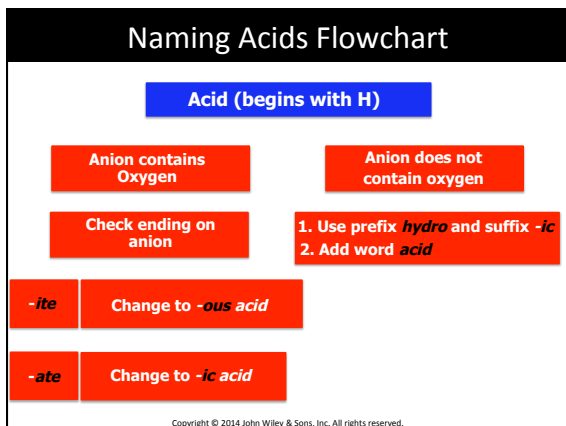 Naming Acids Flowchart
Acid (begins with H)
Anion contains
Oxygen
Anion does not
contain oxygen
Check ending on
anion
1. Use prefix hydro and suffix -ic
2. Add word acid
-ite
Change to -ous acid
-ate
Change to -ic acid
Copyright © 2014 John Wiley & Sons, Inc. All rights reserved.